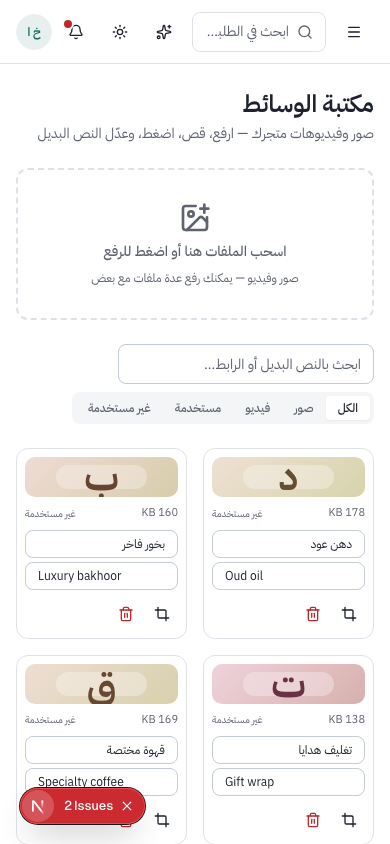 خ ا
ابحث في الطلبـ...
مكتبة الوسائط
صور وفيديوهات متجرك — ارفع، قص، اضغط، وعدّل النص البديل
اسحب الملفات هنا أو اضغط للرفع
صور وفيديو — يمكنك رفع عدة ملفات مع بعض
ابحث بالنص البديل أو الرابط...
الكل صور فيديو مستخدمة غير مستخدمة
د
178 KB غير مستخدمة
دهن عود
Oud oil
ب
160 KB غير مستخدمة
بخور فاخر
Luxury bakhoor
ت
138 KB غير مستخدمة
تغليف هدايا
Gift wrap
ق
169 KB غير مستخدمة
قهوة مختصة
Specialty coffee
N 2 Issues